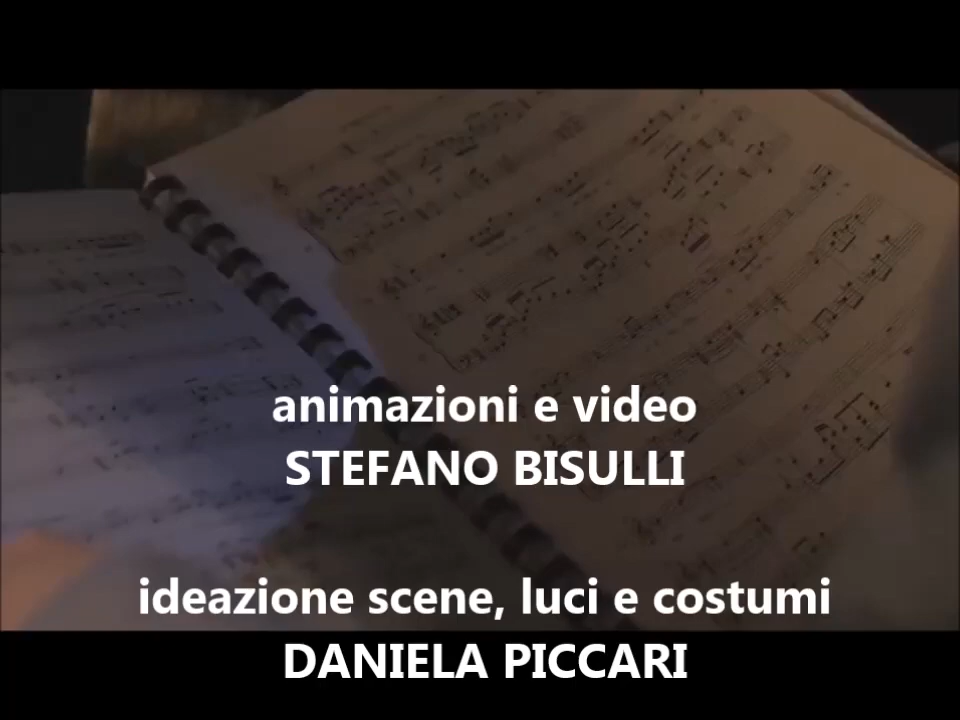 animazioni e video
STEFANO BISULLI
ideazione scene, luci e costumi
DANIELA PICCARI